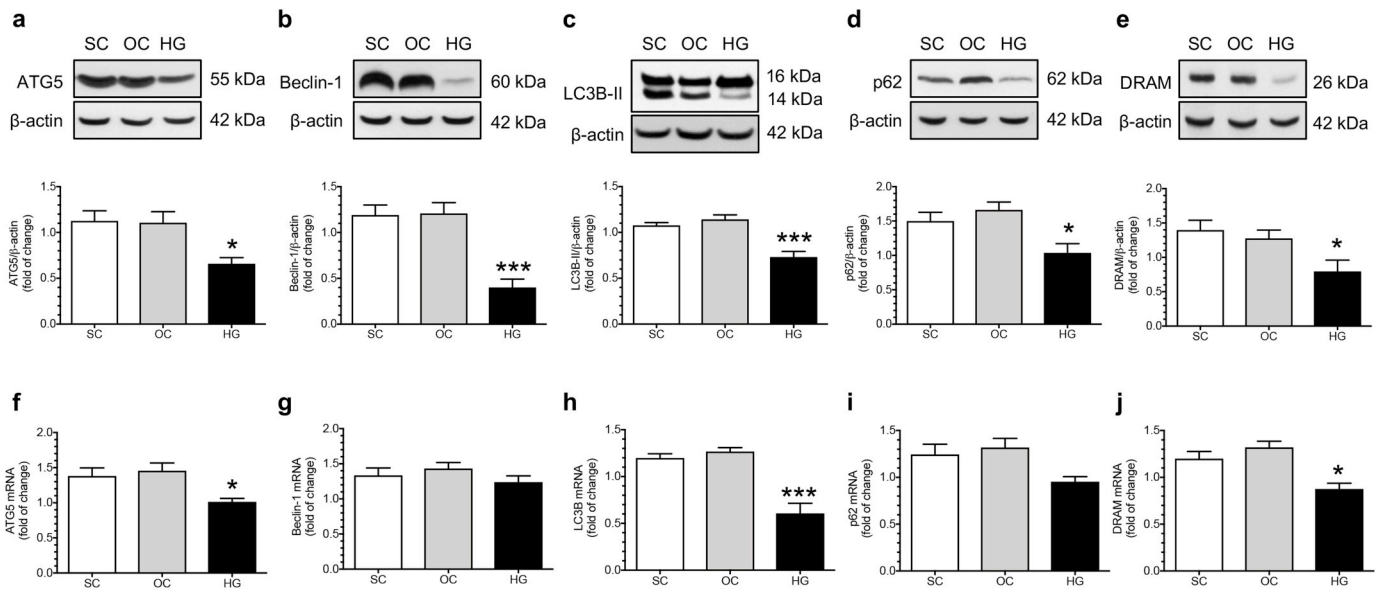 a
SC OC HG
ATG5 55 kDa
β-actin 42 kDa
ATG5/β-actin
(fold of change)
1.5
1.0
0.5
0.0
*
SC OC HG
b
SC OC HG
Beclin-1 60 kDa
β-actin 42 kDa
Beclin-1/β-actin
(fold of change)
1.5
1.0
0.5
0.0
***
SC OC HG
c
SC OC HG
LC3B-II 16 kDa
14 kDa
β-actin 42 kDa
LC3B-II/β-actin
(fold of change)
1.5
1.0
0.5
0.0
***
SC OC HG
d
SC OC HG
p62 62 kDa
β-actin 42 kDa
p62/β-actin
(fold of change)
2.0
1.5
1.0
0.5
0.0
*
SC OC HG
e
SC OC HG
DRAM 26 kDa
β-actin 42 kDa
DRAM/β-actin
(fold of change)
2.0
1.5
1.0
0.5
0.0
*
SC OC HG
f
ATG5 mRNA
(fold of change)
2.0
1.5
1.0
0.5
0.0
*
SC OC HG
g
Beclin-1 mRNA
(fold of change)
2.0
1.5
1.0
0.5
0.0
SC OC HG
h
LC3B mRNA
(fold of change)
1.5
1.0
0.5
0.0
***
SC OC HG
i
p62 mRNA
(fold of change)
1.5
1.0
0.5
0.0
SC OC HG
j
DRAM mRNA
(fold of change)
1.5
1.0
0.5
0.0
*
SC OC HG